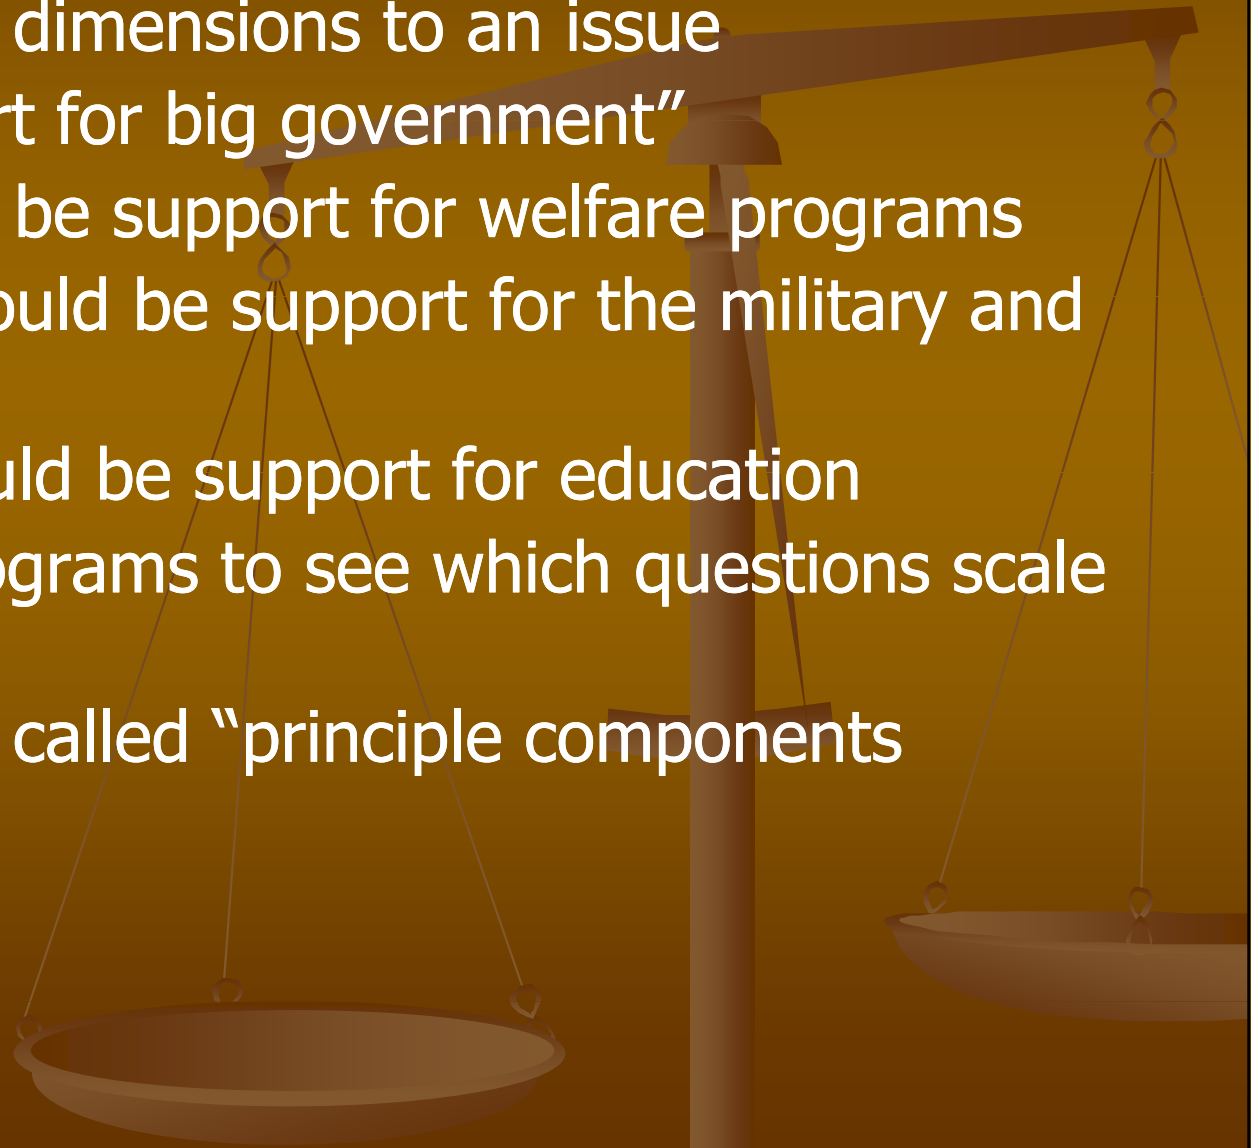 dimensions to an issue
rt for big government”
be support for welfare programs
ould be support for the military and
uld be support for education
ograms to see which questions scale
called “principle components